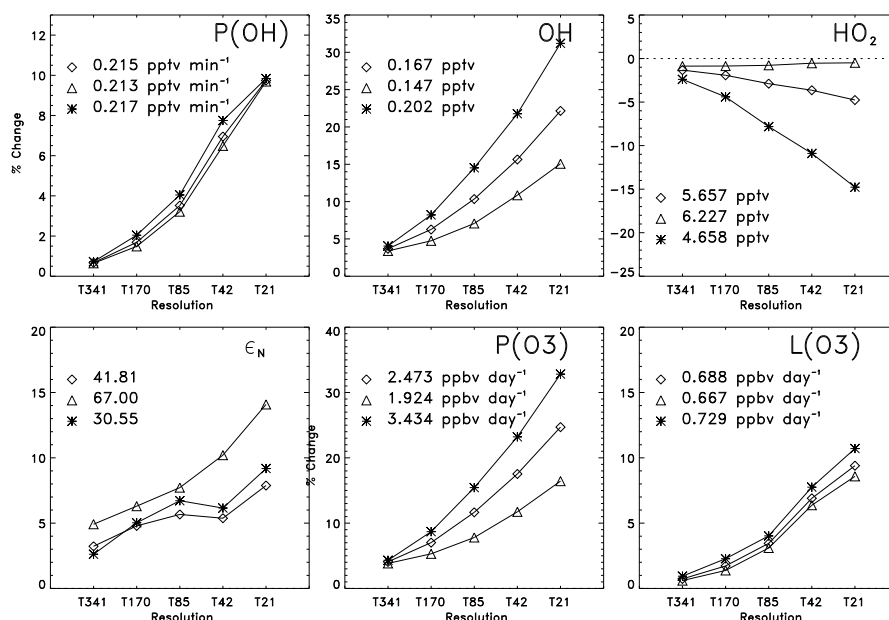 P(OH)
0.215 pptv min⁻¹
0.213 pptv min⁻¹
0.217 pptv min⁻¹
% Change
12
10
8
6
4
2
0
T341 T170 T85 T42 T21
Resolution
OH
0.167 pptv
0.147 pptv
0.202 pptv
35
30
25
20
15
10
5
0
T341 T170 T85 T42 T21
Resolution
HO₂
5
0
−5
−10
−15
−20
−25
5.657 pptv
6.227 pptv
4.658 pptv
T341 T170 T85 T42 T21
Resolution
ϵN
41.81
67.00
30.55
20
15
10
5
0
T341 T170 T85 T42 T21
Resolution
P(O3)
2.473 ppbv day⁻¹
1.924 ppbv day⁻¹
3.434 ppbv day⁻¹
% Change
40
30
20
10
0
T341 T170 T85 T42 T21
Resolution
L(O3)
0.688 ppbv day⁻¹
0.667 ppbv day⁻¹
0.729 ppbv day⁻¹
20
15
10
5
0
T341 T170 T85 T42 T21
Resolution